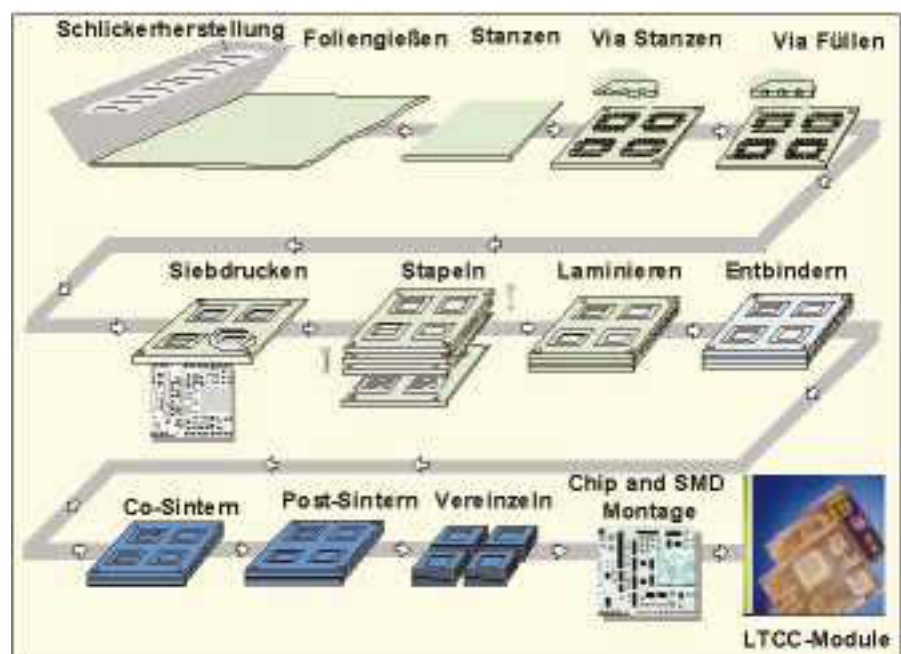 Schlickerherstellung
Foliengießen
Stanzen
Via Stanzen
Via Füllen
Siebdrucken
Stapeln
Laminieren
Entbindern
Co-Sintern
Post-Sintern
Vereinzeln
Chip and SMD
Montage
LTCC-Module